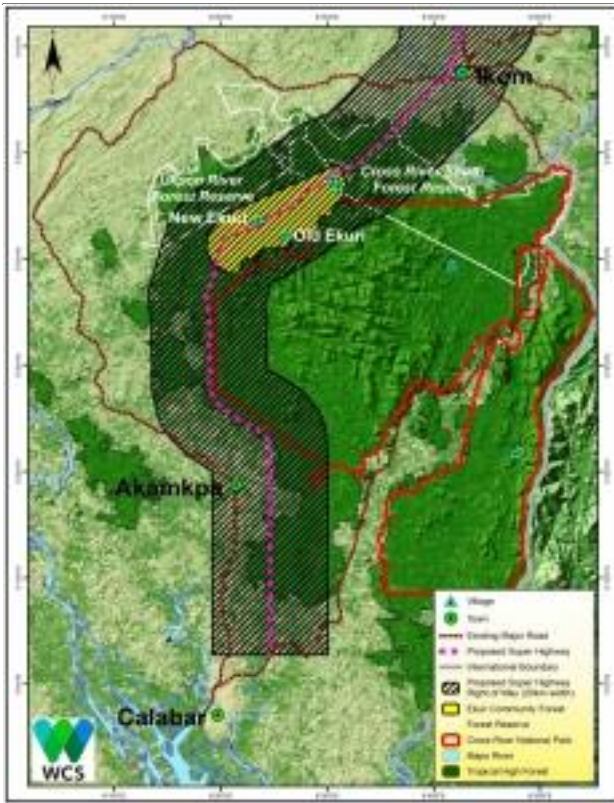 Ikom
Ukpon River
Forest Reserve
Cross River South
Forest Reserve
New Ekuri
Old Ekuri
Akamkpa
Calabar
WCS
Village
Town
Existing Major Road
Proposed Super Highway
International Boundary
Proposed Super Highway
Right of Way (20km width)
Ekuri Community Forest
Forest Reserve
Cross River National Park
Major River
Tropical High Forest